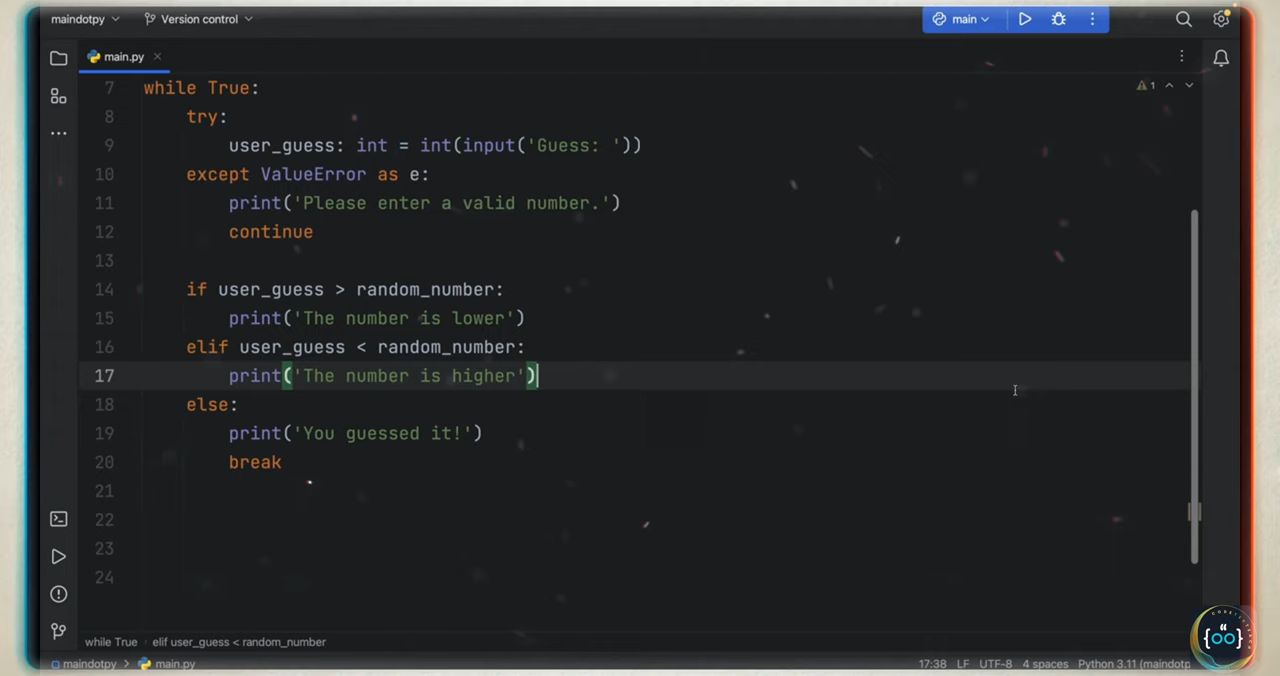 maindotpy Version control main
main.py
7 while True:
8 try:
9 user_guess: int = int(input('Guess: '))
10 except ValueError as e:
11 print('Please enter a valid number.')
12 continue
13
14 if user_guess > random_number:
15 print('The number is lower')
16 elif user_guess < random_number:
17 print('The number is higher')
18 else:
19 print('You guessed it!')
20 break
21
22
23
24
1
while True elif user_guess < random_number
maindotpy > main.py 17:38 LF UTF-8 4 spaces Python 3.11 (maindotp